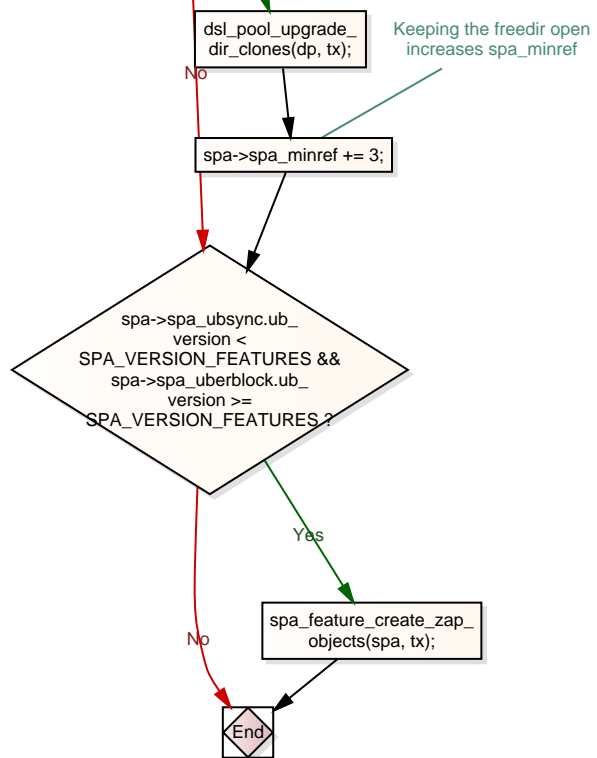 dsl_pool_upgrade_
dir_clones(dp, tx);
Keeping the freedir open
increases spa_minref
No
spa->spa_minref += 3;
spa->spa_ubsync.ub_
version <
SPA_VERSION_FEATURES &&
spa->spa_uberblock.ub_
version >=
SPA_VERSION_FEATURES ?
Yes
spa_feature_create_zap_
objects(spa, tx);
No
End